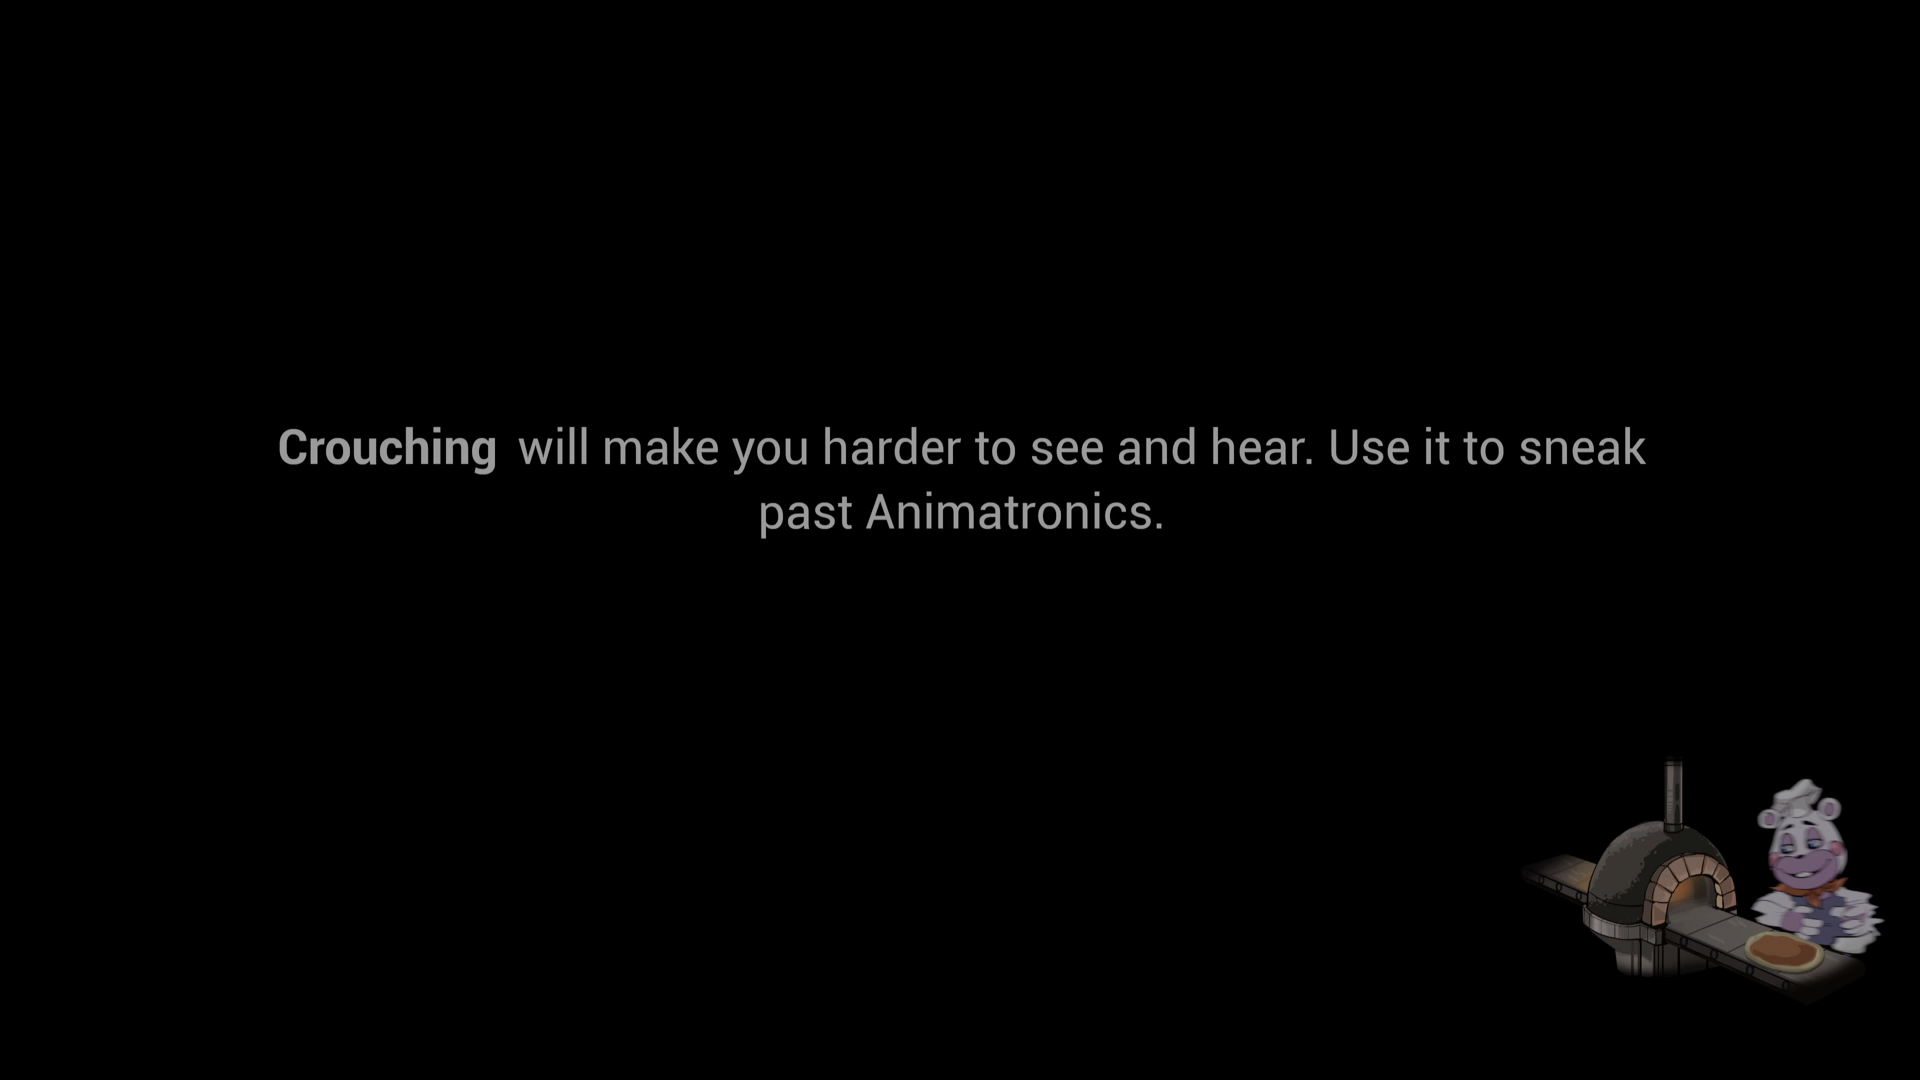 Crouching will make you harder to see and hear. Use it to sneak
past Animatronics.